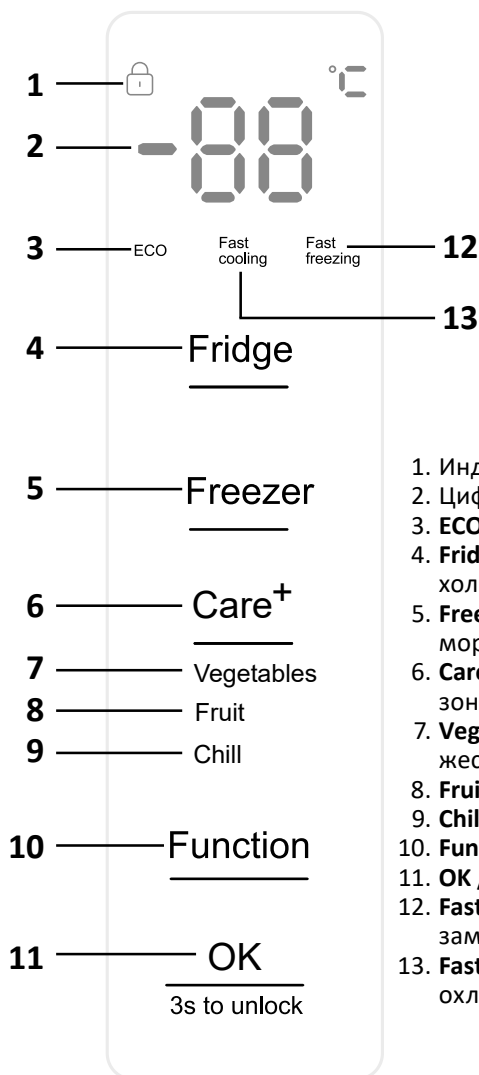 1
°C
2
-88
3
ECO
Fast
cooling
Fast
freezing
12
13
4
Fridge
5
Freezer
6
Care+
7
Vegetables
8
Fruit
9
Chill
10
Function
11
OK
3s to unlock
1. Инд
2. Циф
3. ECO
4. Frid
хол
5. Free
мор
6. Care
зон
7. Veg
жес
8. Frui
9. Chil
10. Fun
11. OK
12. Fast
зам
13. Fast
охл